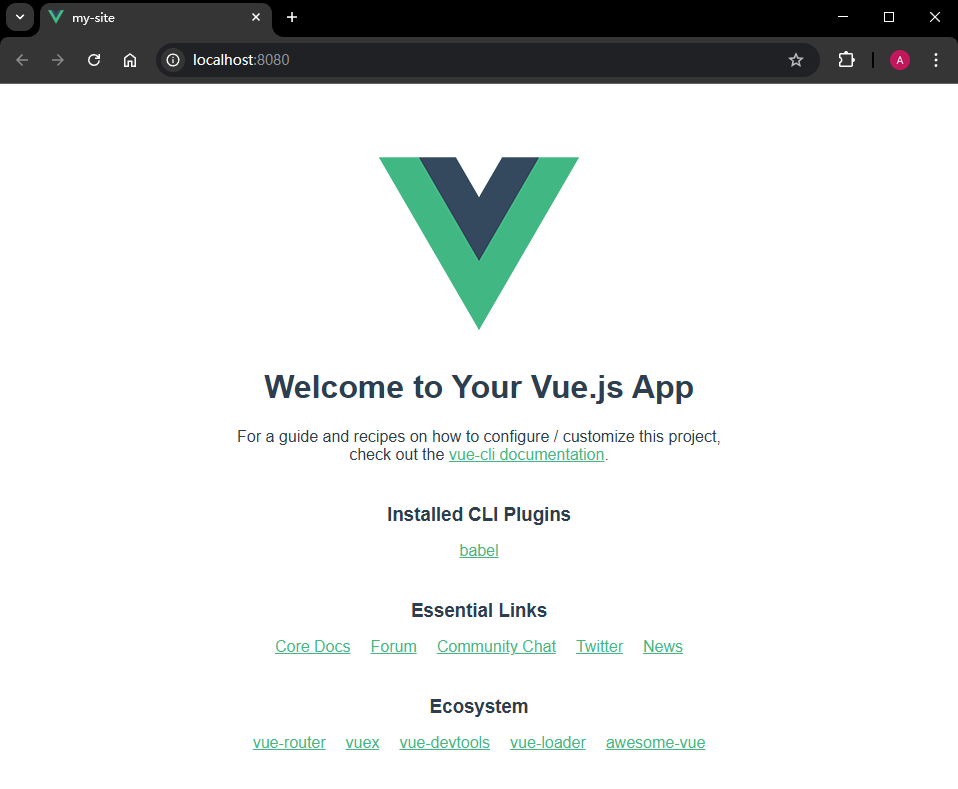 my-site
localhost:8080
A
Welcome to Your Vue.js App
For a guide and recipes on how to configure / customize this project,
check out the vue-cli documentation.
Installed CLI Plugins
babel
Essential Links
Core Docs Forum Community Chat Twitter News
Ecosystem
vue-router vuex vue-devtools vue-loader awesome-vue